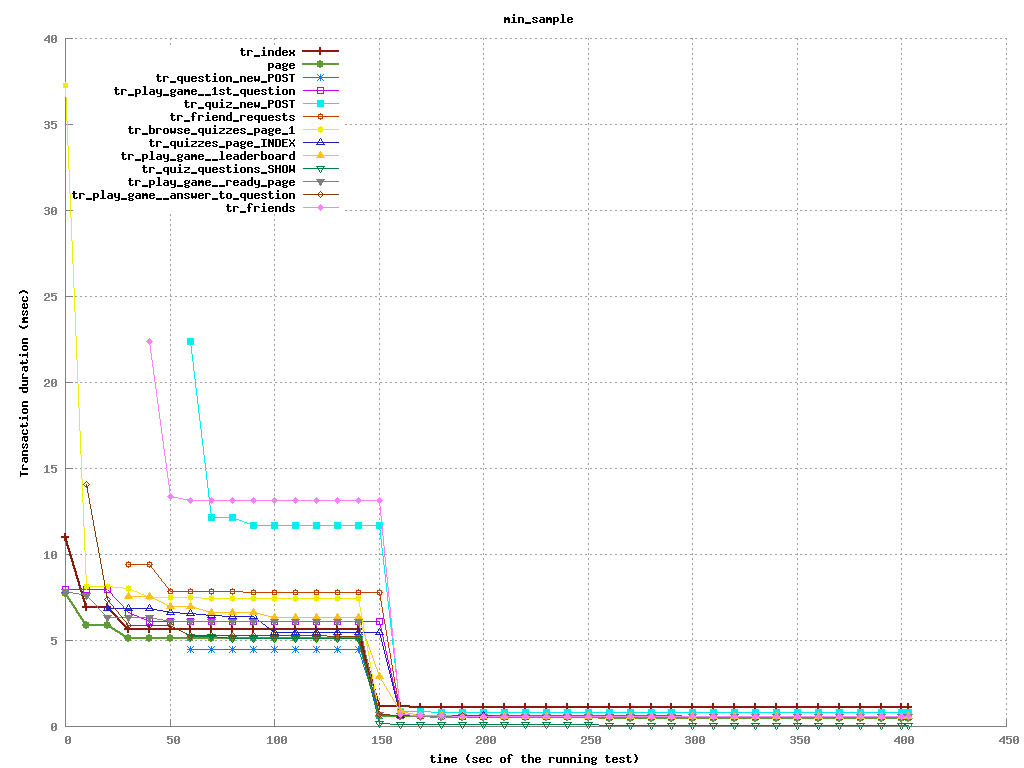 min_sample
Transaction duration (msec)
40
35
30
25
20
15
10
5
0
tr_index
page
tr_question_new_POST
tr_play_game__1st_question
tr_quiz_new_POST
tr_friend_requests
tr_browse_quizzes_page_1
tr_quizzes_page_INDEX
tr_play_game__leaderboard
tr_quiz_questions_SHOW
tr_play_game__ready_page
tr_play_game__answer_to_question
tr_friends
0 50 100 150 200 250 300 350 400 450
time (sec of the running test)